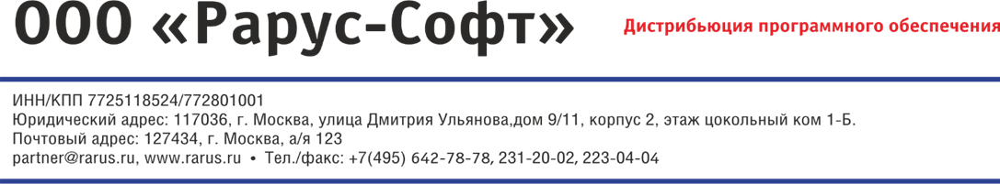 ООО «Рарус-Софт»
Дистрибьюция программного обеспечения
ИНН/КПП 7725118524/772801001
Юридический адрес: 117036, г. Москва, улица Дмитрия Ульянова,дом 9/11, корпус 2, этаж цокольный ком 1-Б.
Почтовый адрес: 127434, г. Москва, а/я 123
partner@rarus.ru, www.rarus.ru • Тел./факс: +7(495) 642-78-78, 231-20-02, 223-04-04